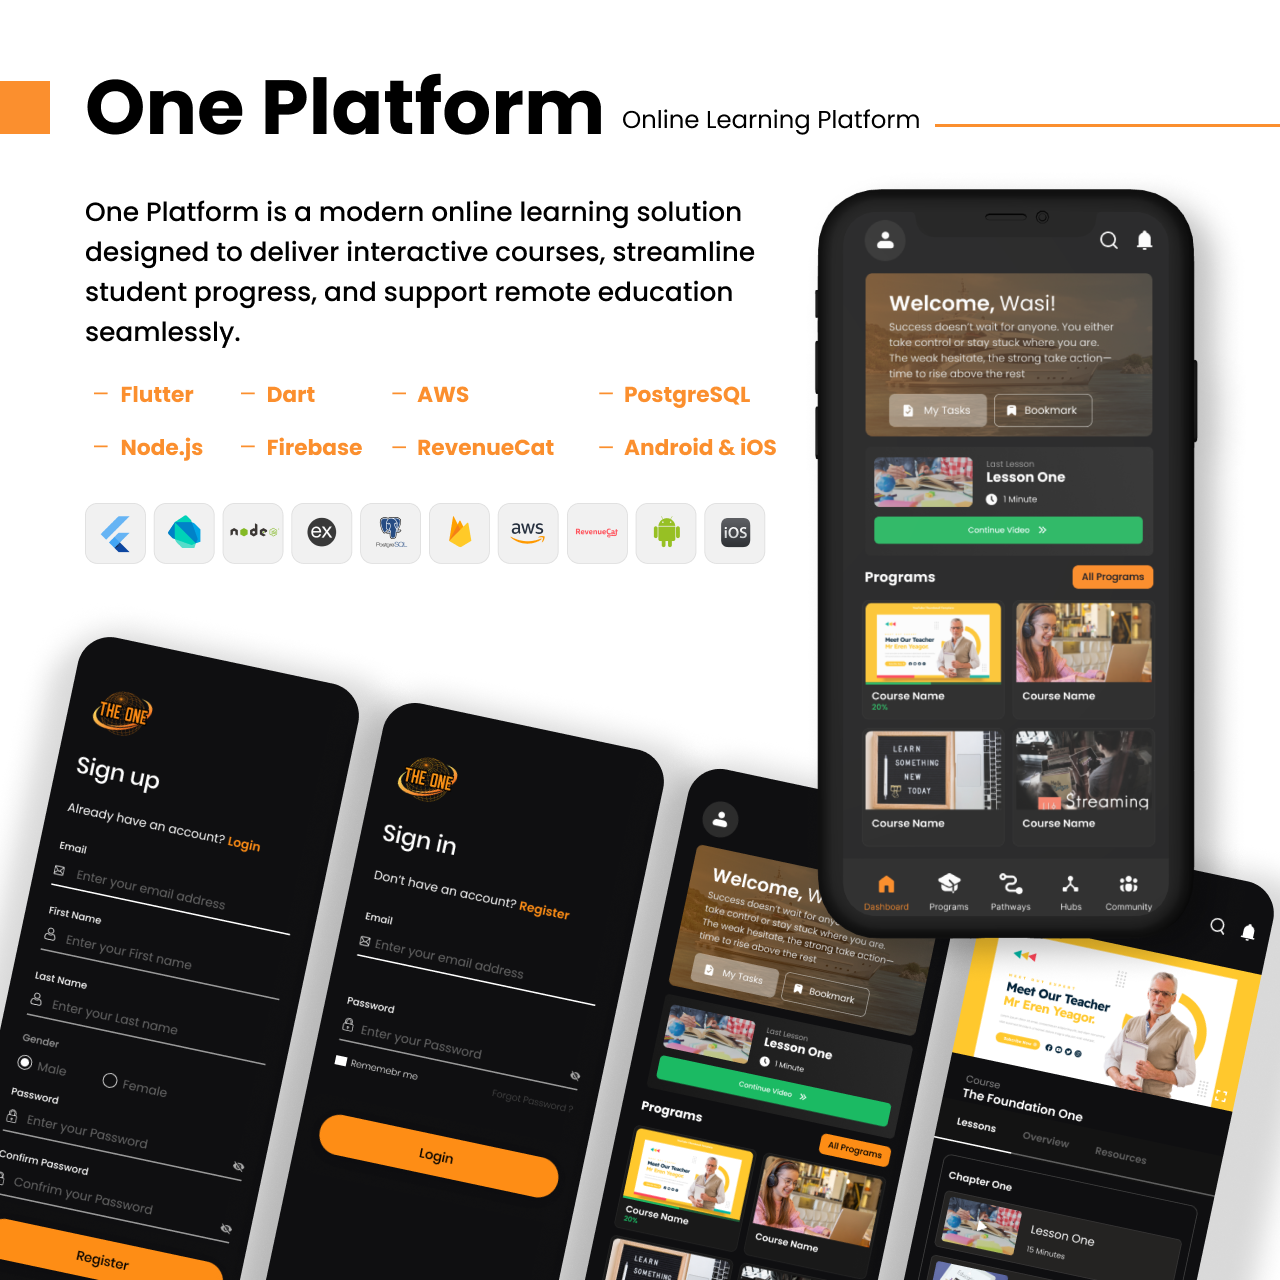 One Platform Online Learning Platform
One Platform is a modern online learning solution
designed to deliver interactive courses, streamline
student progress, and support remote education
seamlessly.
— Flutter — Dart — AWS — PostgreSQL
— Node.js — Firebase — RevenueCat — Android & iOS
node
ex
PostgreSQL
aws
RevenueCat
iOS
Welcome, Wasi!
Success doesn't wait for anyone. You either
take control or stay stuck where you are.
The weak hesitate, the strong take action—
time to rise above the rest
My Tasks Bookmark
Last Lesson
Lesson One
1 Minute
Continue Video
Programs All Programs
Meet Our Teacher
Mr Eren Yeagor.
Course Name Course Name
20%
LEARN
SOMETHING
NEW
TODAY
Streaming
Course Name Course Name
Dashboard Programs Pathways Hubs Community
THE ONE
Sign up
Already have an account? Login
Email
Enter your email address
First Name
Enter your First name
Last Name
Enter your Last name
Gender
Male Female
Password
Enter your Password
Confirm Password
Confirm your Password
Register
THE ONE
Sign in
Don't have an account? Register
Email
Enter your email address
Password
Enter your Password
Rememebr me
Forgot Password ?
Login
Welcome, W
Success doesn't wait for anyo
take control or stay stuck where you are.
The weak hesitate, the strong take action—
time to rise above the rest
My Tasks Bookmark
Last Lesson
Lesson One
1 Minute
Continue Video
Programs All Programs
Meet Our Teacher
Mr Eren Yeagor.
Course Name
20%
Course Name
LEARN
SOMETHING
NEW
MEET OUR EXPERT
Meet Our Teacher
Mr Eren Yeagor.
Course
The Foundation One
Lessons Overview Resources
Chapter One
Lesson One
15 Minutes